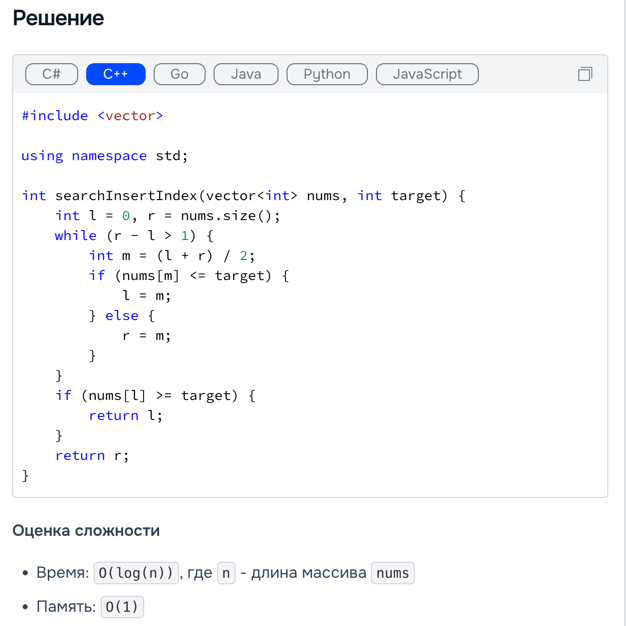 Решение
C# C++ Go Java Python JavaScript
#include <vector>
using namespace std;
int searchInsertIndex(vector<int> nums, int target) {
    int l = 0, r = nums.size();
    while (r - l > 1) {
        int m = (l + r) / 2;
        if (nums[m] <= target) {
            l = m;
        } else {
            r = m;
        }
    }
    if (nums[l] >= target) {
        return l;
    }
    return r;
}
Оценка сложности
• Время: O(log(n)), где n - длина массива nums
• Память: O(1)